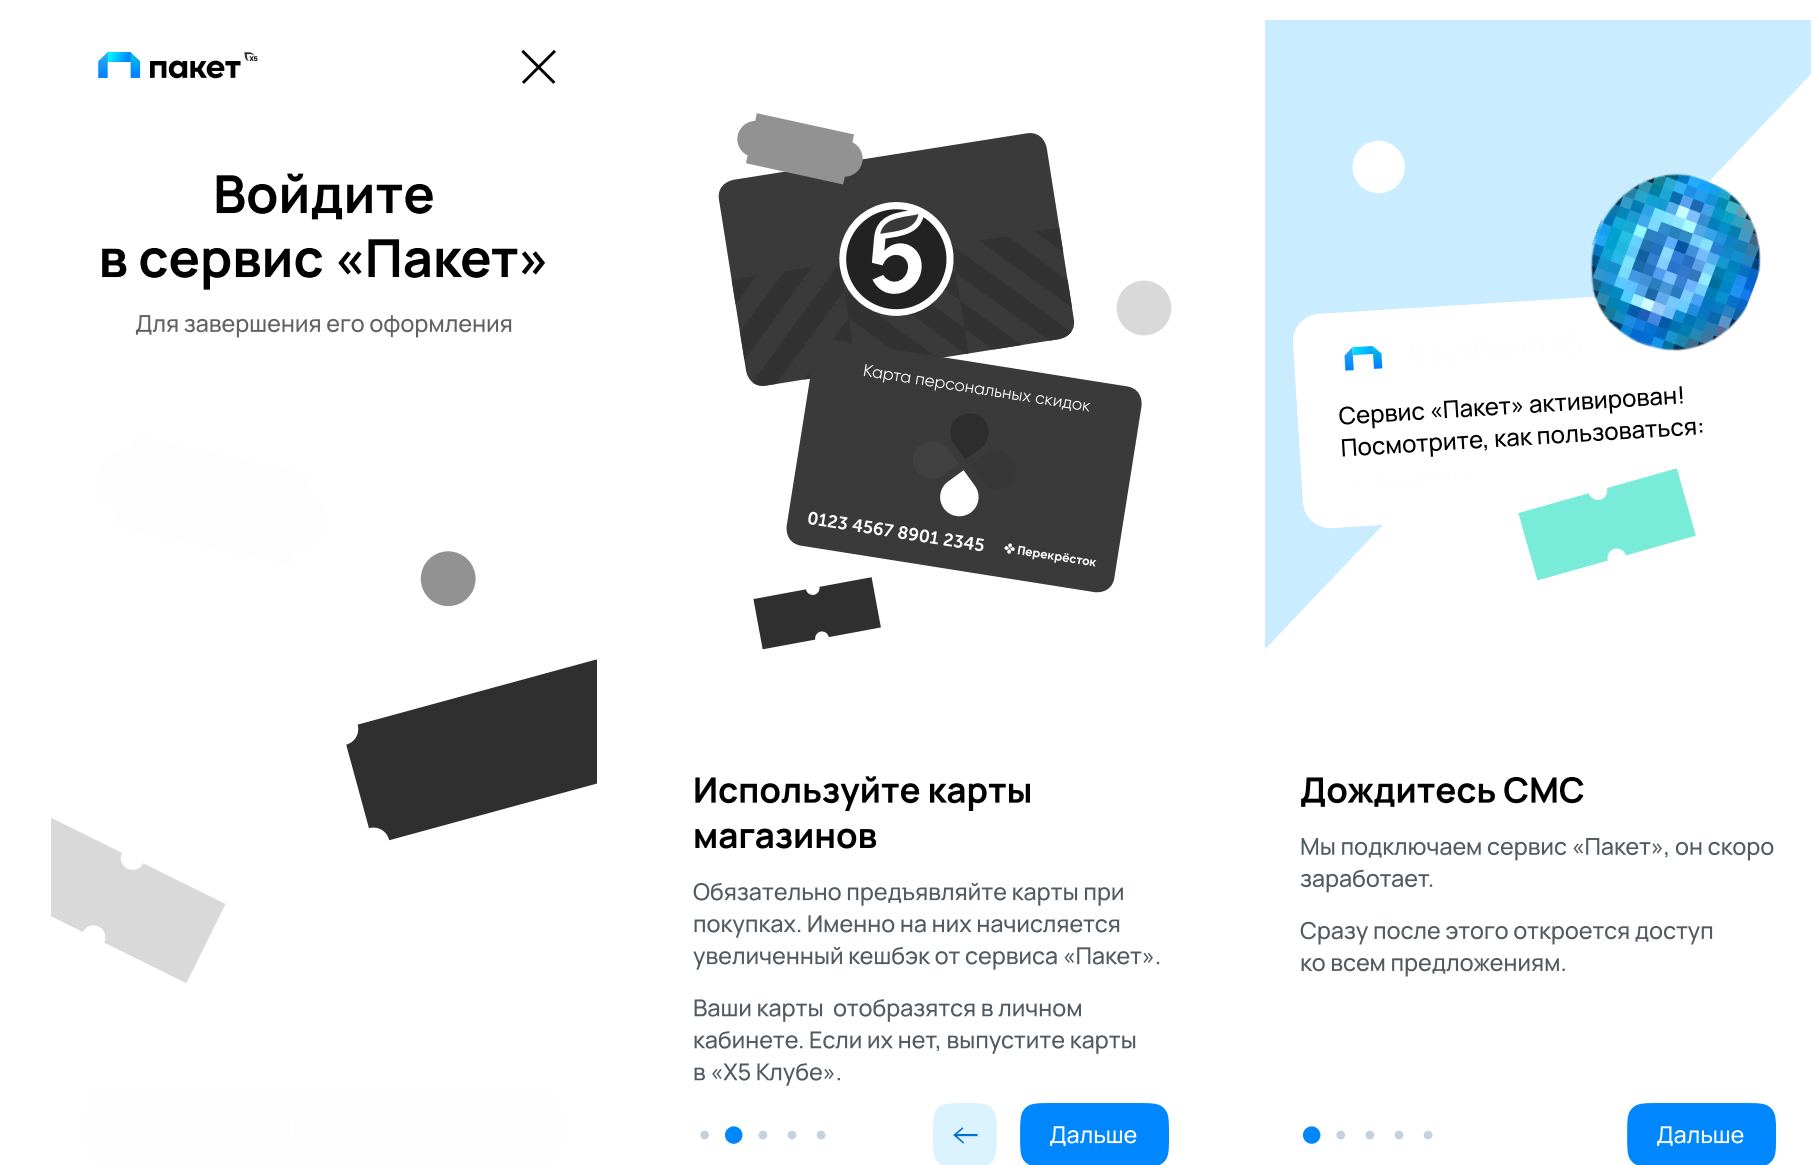 пакет X5
Войдите
в сервис «Пакет»
Для завершения его оформления
5
Карта персональных скидок
0123 4567 8901 2345
Перекрёсток
Используйте карты
магазинов
Обязательно предъявляйте карты при
покупках. Именно на них начисляется
увеличенный кешбэк от сервиса «Пакет».
Ваши карты  отобразятся в личном
кабинете. Если их нет, выпустите карты
в «X5 Клубе».
Дальше
Сервис «Пакет» активирован!
Посмотрите, как пользоваться:
Дождитесь СМС
Мы подключаем сервис «Пакет», он скоро
заработает.
Сразу после этого откроется доступ
ко всем предложениям.
Дальше